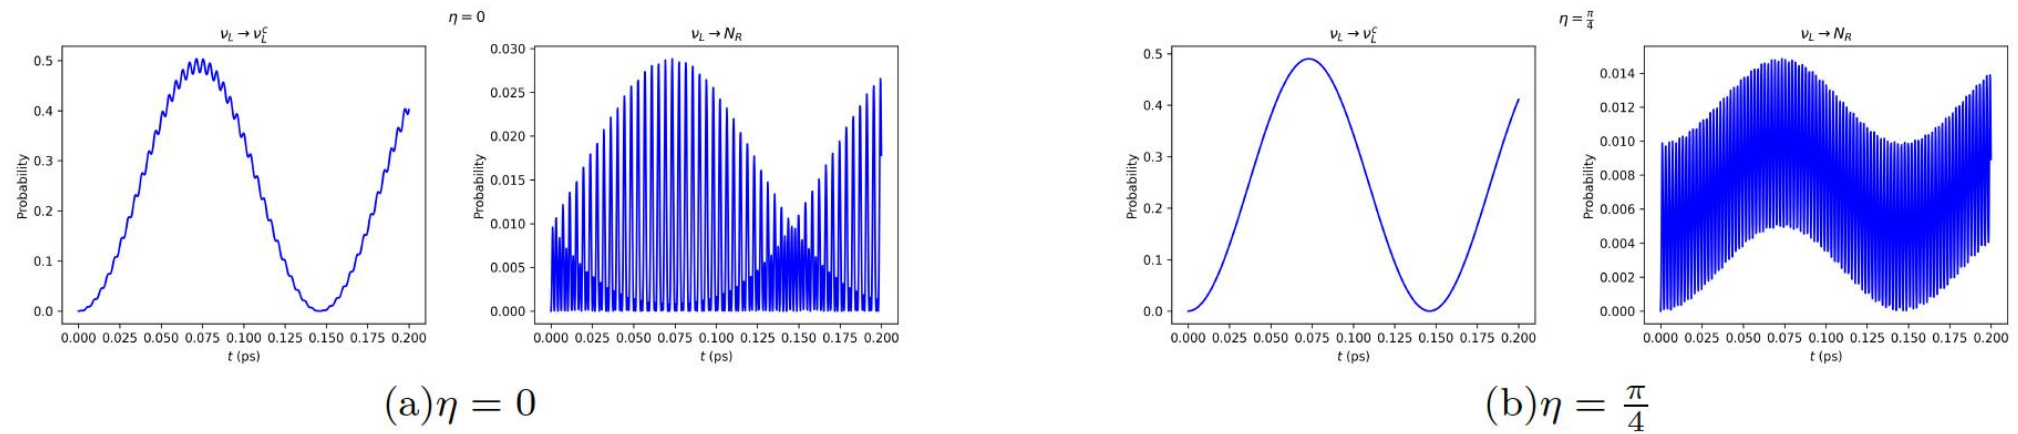 η = 0
ν_L → ν_L^c
Probability
0.5
0.4
0.3
0.2
0.1
0.0
0.000 0.025 0.050 0.075 0.100 0.125 0.150 0.175 0.200
t (ps)
ν_L → N_R
Probability
0.030
0.025
0.020
0.015
0.010
0.005
0.000
0.000 0.025 0.050 0.075 0.100 0.125 0.150 0.175 0.200
t (ps)
(a)η = 0
η = π/4
ν_L → ν_L^c
Probability
0.5
0.4
0.3
0.2
0.1
0.0
0.000 0.025 0.050 0.075 0.100 0.125 0.150 0.175 0.200
t (ps)
ν_L → N_R
Probability
0.014
0.012
0.010
0.008
0.006
0.004
0.002
0.000
0.000 0.025 0.050 0.075 0.100 0.125 0.150 0.175 0.200
t (ps)
(b)η = π/4